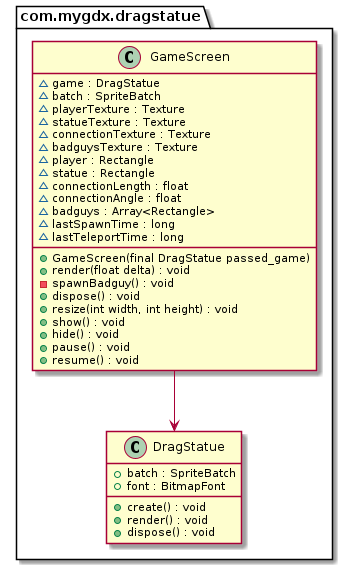 com.mygdx.dragstatue
C GameScreen
game : DragStatue
batch : SpriteBatch
playerTexture : Texture
statueTexture : Texture
connectionTexture : Texture
badguysTexture : Texture
player : Rectangle
statue : Rectangle
connectionLength : float
connectionAngle : float
badguys : Array<Rectangle>
lastSpawnTime : long
lastTeleportTime : long
GameScreen(final DragStatue passed_game)
render(float delta) : void
spawnBadguy() : void
dispose() : void
resize(int width, int height) : void
show() : void
hide() : void
pause() : void
resume() : void
C DragStatue
batch : SpriteBatch
font : BitmapFont
create() : void
render() : void
dispose() : void